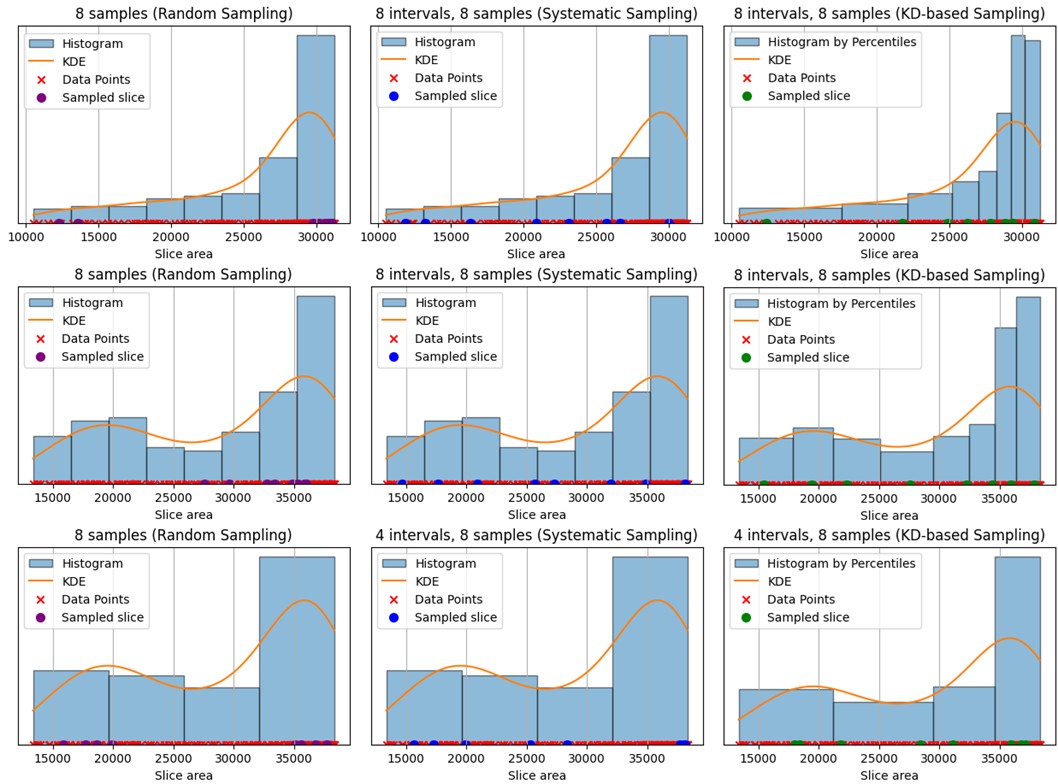 8 samples (Random Sampling)
Histogram
KDE
Data Points
Sampled slice
10000 15000 20000 25000 30000
Slice area
8 intervals, 8 samples (Systematic Sampling)
Histogram
KDE
Data Points
Sampled slice
10000 15000 20000 25000 30000
Slice area
8 intervals, 8 samples (KD-based Sampling)
Histogram by Percentiles
KDE
Data Points
Sampled slice
10000 15000 20000 25000 30000
Slice area
8 samples (Random Sampling)
Histogram
KDE
Data Points
Sampled slice
15000 20000 25000 30000 35000
Slice area
8 intervals, 8 samples (Systematic Sampling)
Histogram
KDE
Data Points
Sampled slice
15000 20000 25000 30000 35000
Slice area
8 intervals, 8 samples (KD-based Sampling)
Histogram by Percentiles
KDE
Data Points
Sampled slice
15000 20000 25000 30000 35000
Slice area
8 samples (Random Sampling)
Histogram
KDE
Data Points
Sampled slice
15000 20000 25000 30000 35000
Slice area
4 intervals, 8 samples (Systematic Sampling)
Histogram
KDE
Data Points
Sampled slice
15000 20000 25000 30000 35000
Slice area
4 intervals, 8 samples (KD-based Sampling)
Histogram by Percentiles
KDE
Data Points
Sampled slice
15000 20000 25000 30000 35000
Slice area